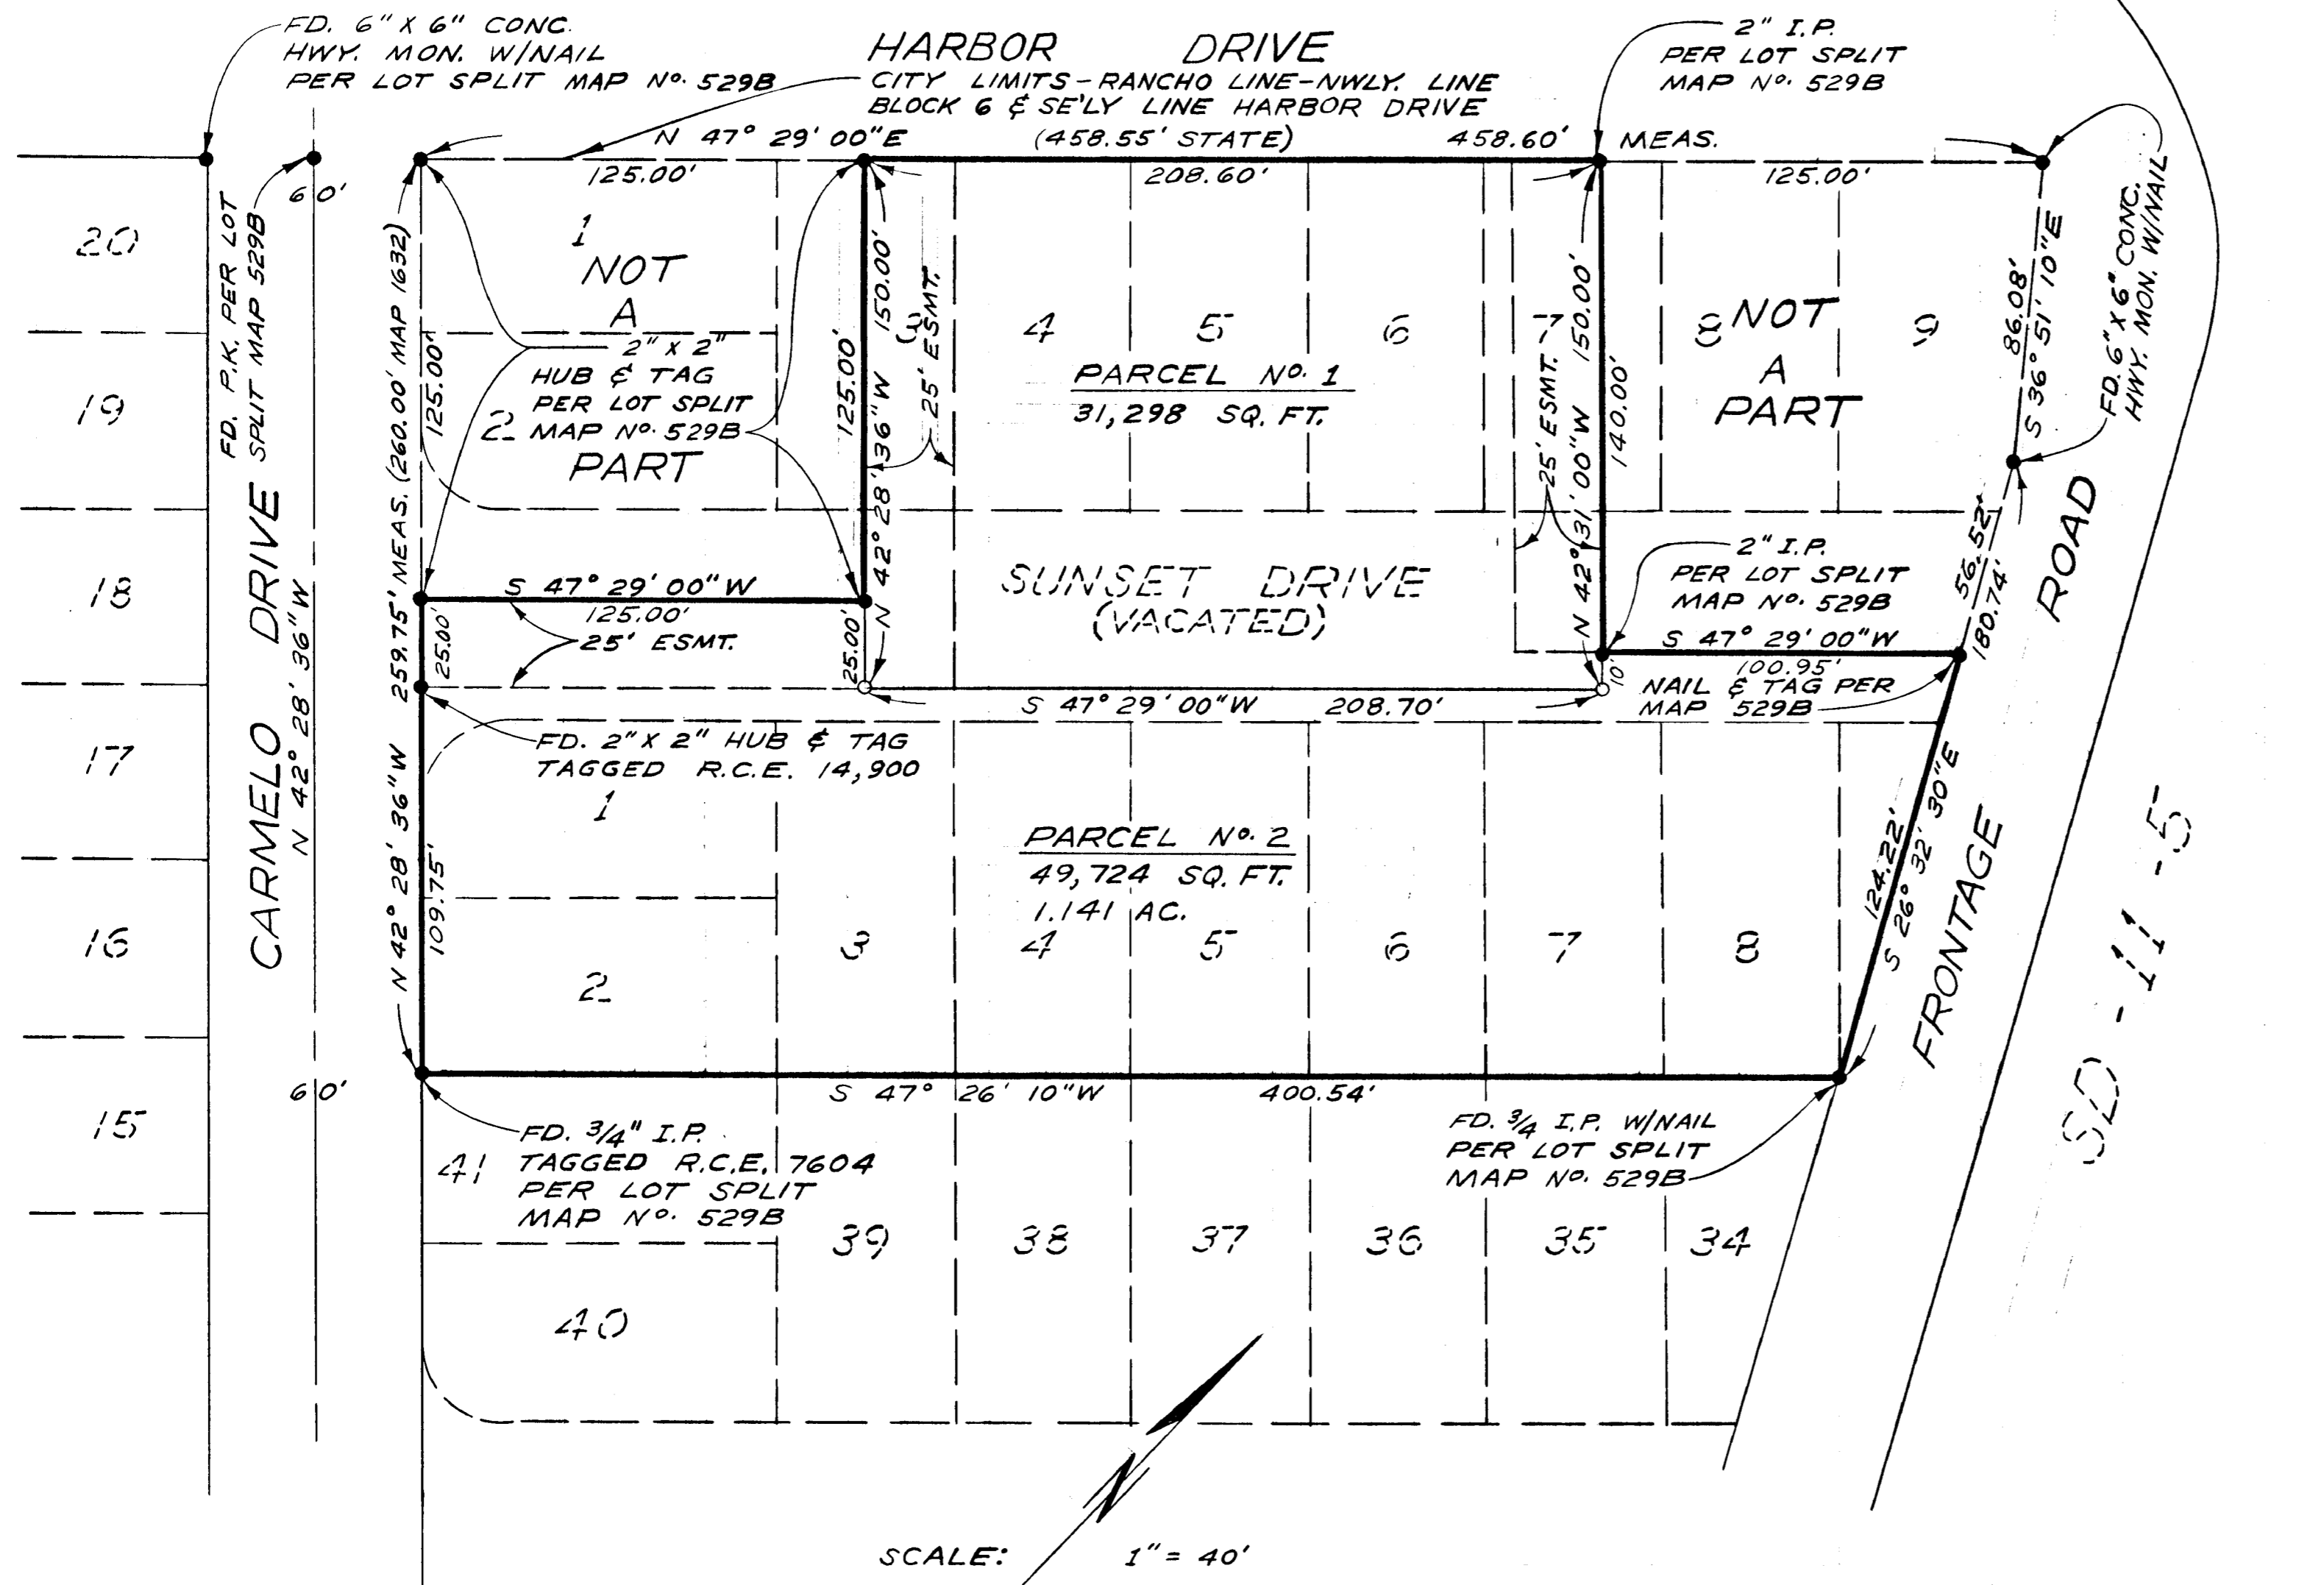 FD. 6" X 6" CONC.
HWY. MON. W/NAIL
PER LOT SPLIT MAP Nº. 529B
HARBOR DRIVE
CITY LIMITS-RANCHO LINE-NWLY. LINE
BLOCK 6 & SE'LY LINE HARBOR DRIVE
N 47° 29' 00"E (458.55' STATE) 458.60' MEAS.
2" I.P.
PER LOT SPLIT
MAP Nº. 529B
125.00'
208.60'
125.00'
60'
FD. P.K. PER LOT
SPLIT MAP 529B
20
19
18
17
16
15
CARMELO DRIVE
N 42° 28' 36"W
60'
N 42° 28' 36"W 259.75' MEAS. (260.00' MAP 1632)
125.00'
25.00'
109.75'
1
NOT
A
PART
2
2" X 2"
HUB & TAG
PER LOT SPLIT
MAP Nº. 529B
125.00'
N 42° 28' 36"W 150.00'
25.00'
25' ESMT.
3
4
5
6
7
8
9
PARCEL Nº. 1
31,298 SQ. FT.
25' ESMT.
N 42° 31' 00"W 150.00'
140.00'
10'
NOT
A
PART
86.08'
S 36° 51' 10"E
FD. 6" X 6" CONC.
HWY. MON. W/NAIL
56.52'
180.74'
S 47° 29' 00"W
125.00'
25' ESMT.
SUNSET DRIVE
(VACATED)
2" I.P.
PER LOT SPLIT
MAP Nº. 529B
S 47° 29' 00"W
100.95'
NAIL & TAG PER
MAP 529B
S 47° 29' 00"W 208.70'
FD. 2" X 2" HUB & TAG
TAGGED R.C.E. 14,900
1
2
3
4
5
6
7
8
PARCEL Nº. 2
49,724 SQ. FT.
1.141 AC.
124.22'
S 26° 32' 30"E
FRONTAGE ROAD
SD - 11 - 5
S 47° 26' 10"W 400.54'
FD. 3/4" I.P.
TAGGED R.C.E. 7604
PER LOT SPLIT
MAP Nº. 529B
FD. 3/4 I.P. W/NAIL
PER LOT SPLIT
MAP Nº. 529B
41
40
39
38
37
36
35
34
N
SCALE: 1" = 40'